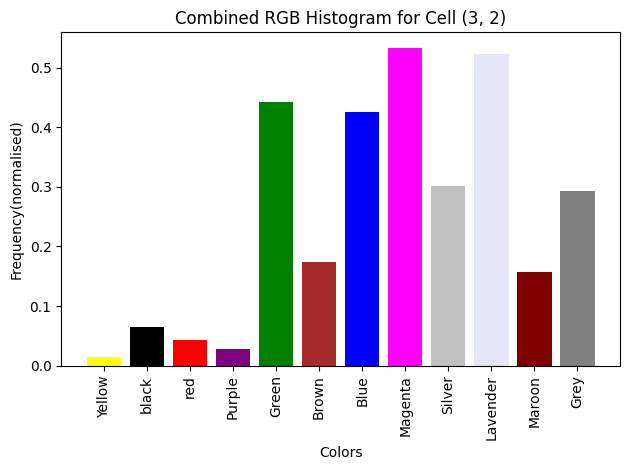 Combined RGB Histogram for Cell (3, 2)
Frequency(normalised)
0.5
0.4
0.3
0.2
0.1
0.0
Yellow
black
red
Purple
Green
Brown
Blue
Magenta
Silver
Lavender
Maroon
Grey
Colors